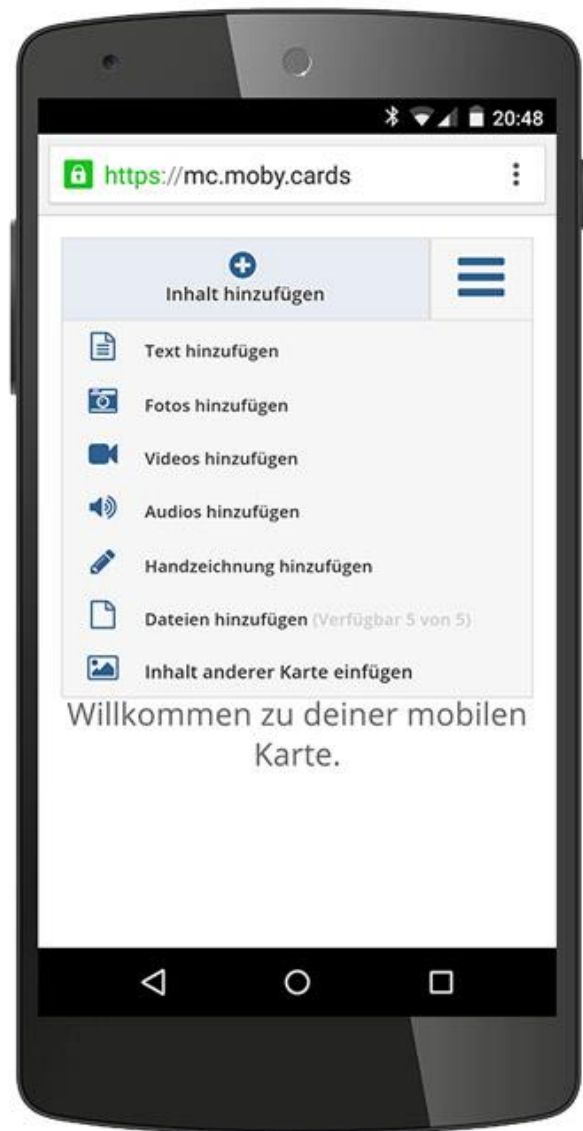 20:48
https://mc.moby.cards
Inhalt hinzufügen
Text hinzufügen
Fotos hinzufügen
Videos hinzufügen
Audios hinzufügen
Handzeichnung hinzufügen
Dateien hinzufügen (Verfügbar 5 von 5)
Inhalt anderer Karte einfügen
Willkommen zu deiner mobilen
Karte.